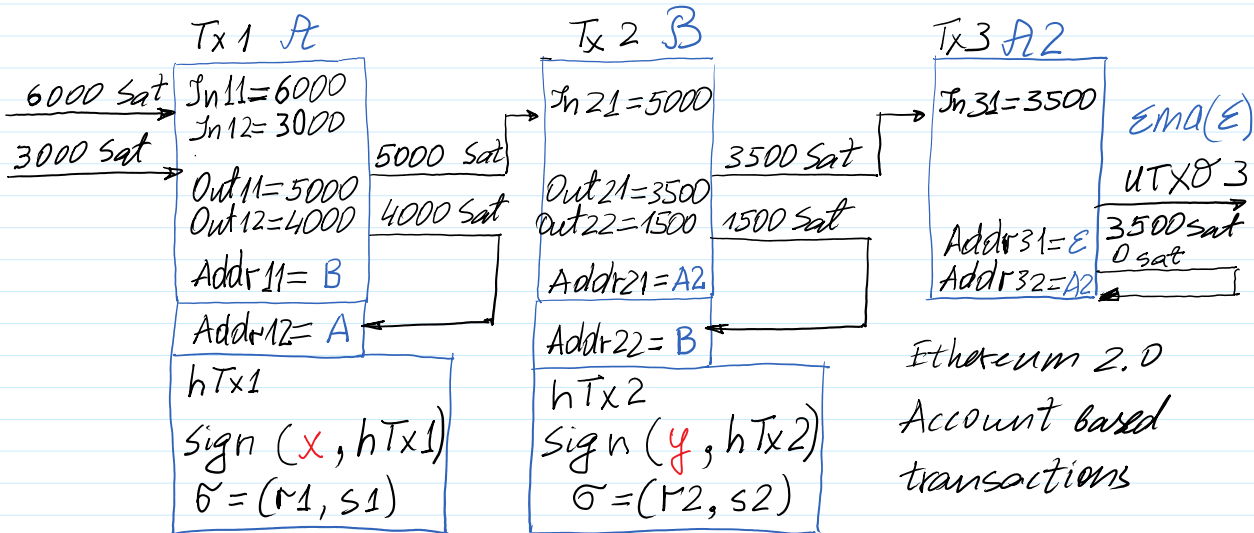 Tx 1 A
6000 Sat
3000 Sat
In11=6000
In12=3000
Out11=5000
Out12=4000
Addr11= B
Addr12= A
hTx1
Sign (x, hTx1)
σ=(r1, s1)
5000 Sat
4000 Sat
Tx 2 B
In21=5000
Out21=3500
Out22=1500
Addr21=A2
Addr22= B
hTx2
Sign (y, hTx2)
σ=(r2, s2)
3500 Sat
1500 Sat
Tx3 A2
In31=3500
Addr31=E
Addr32=A2
Ema(E)
UTXO 3
3500 sat
0 sat
Ethereum 2.0
Account based
transactions